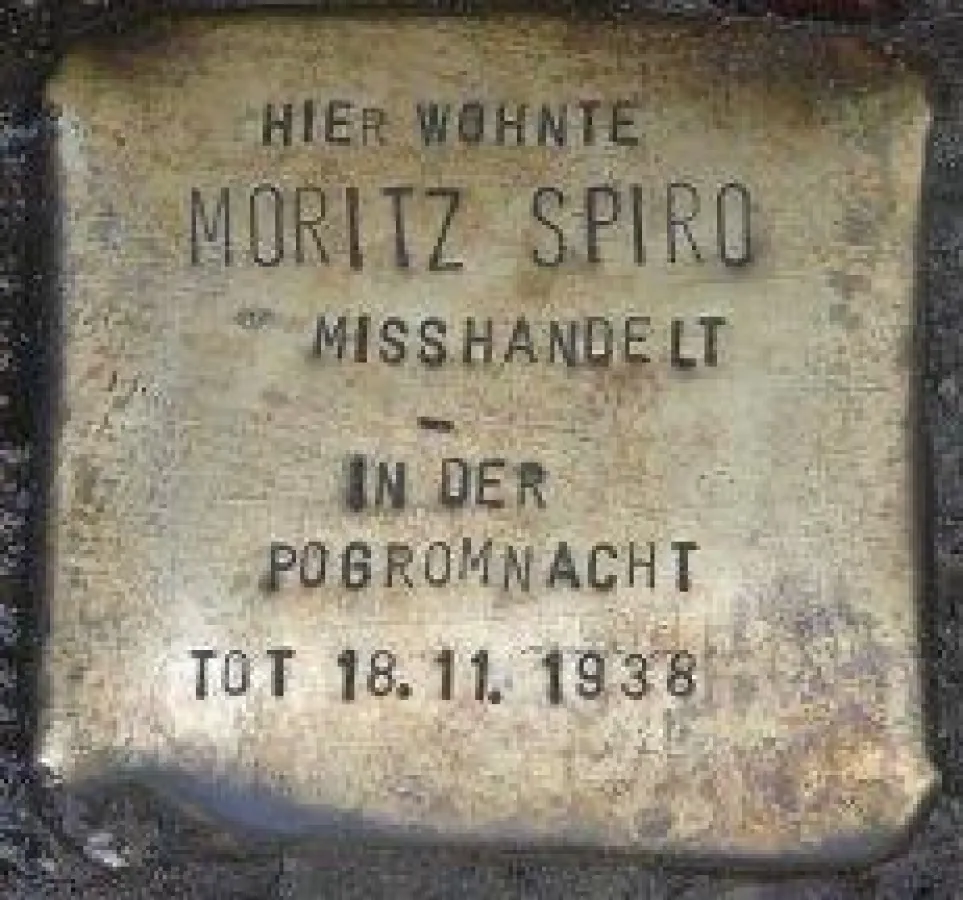 HIER WOHNTE
MORITZ SPIRO
MISSHANDELT
-
IN DER
POGROMNACHT
TOT 18.11.1938